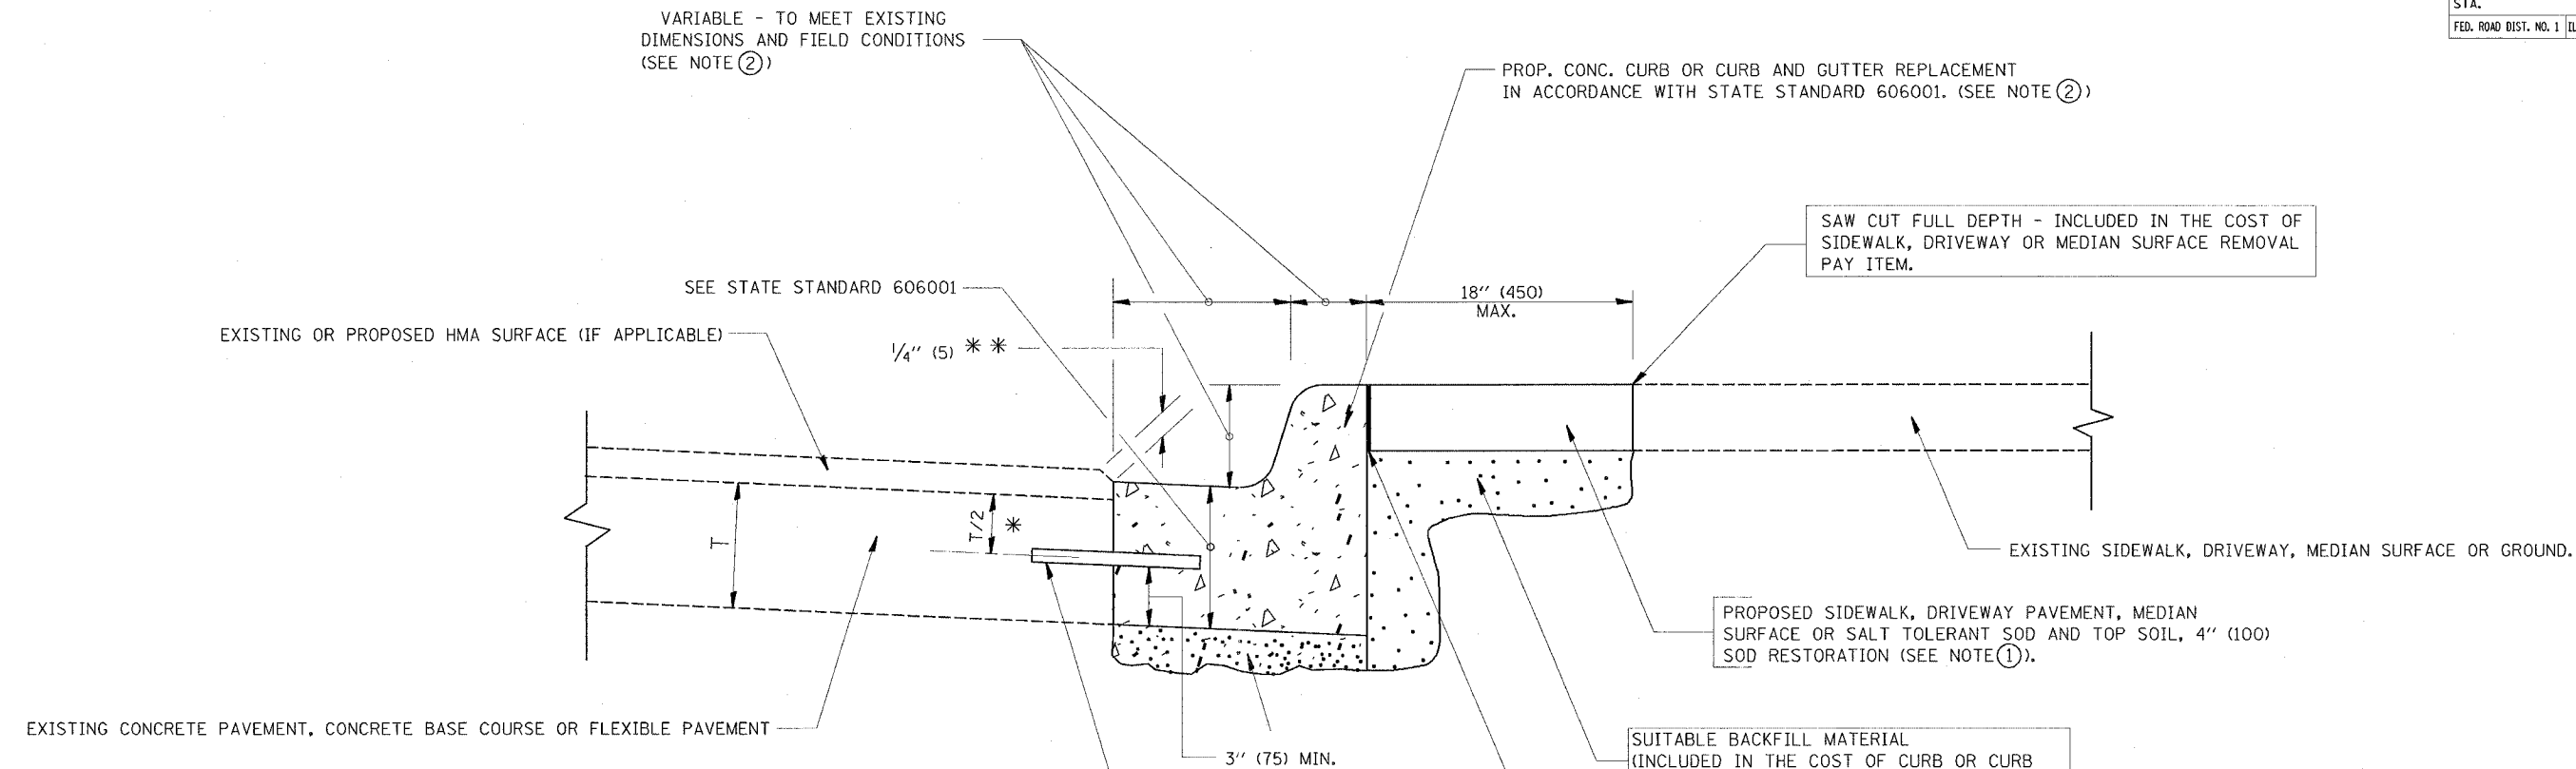 STA.
FED. ROAD DIST. NO. 1
VARIABLE - TO MEET EXISTING
DIMENSIONS AND FIELD CONDITIONS
(SEE NOTE ②)
PROP. CONC. CURB OR CURB AND GUTTER REPLACEMENT
IN ACCORDANCE WITH STATE STANDARD 606001. (SEE NOTE ②)
SAW CUT FULL DEPTH - INCLUDED IN THE COST OF
SIDEWALK, DRIVEWAY OR MEDIAN SURFACE REMOVAL
PAY ITEM.
SEE STATE STANDARD 606001
18" (450)
MAX.
EXISTING OR PROPOSED HMA SURFACE (IF APPLICABLE)
1/4" (5) * *
T
T/2 *
EXISTING SIDEWALK, DRIVEWAY, MEDIAN SURFACE OR GROUND.
PROPOSED SIDEWALK, DRIVEWAY PAVEMENT, MEDIAN
SURFACE OR SALT TOLERANT SOD AND TOP SOIL, 4" (100)
SOD RESTORATION (SEE NOTE ①).
EXISTING CONCRETE PAVEMENT, CONCRETE BASE COURSE OR FLEXIBLE PAVEMENT
3" (75) MIN.
SUITABLE BACKFILL MATERIAL
(INCLUDED IN THE COST OF CURB OR CURB